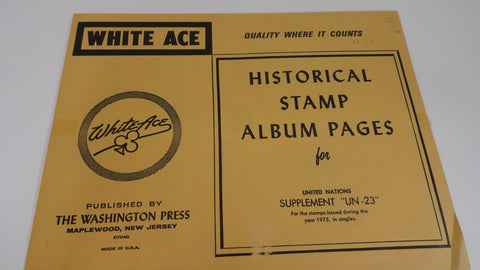 WHITE ACE
QUALITY WHERE IT COUNTS
HISTORICAL
STAMP
ALBUM PAGES
for
UNITED NATIONS
SUPPLEMENT "UN-23"
For the stamps issued during the
year 1975, in singles.
White Ace
PUBLISHED BY
THE WASHINGTON PRESS
MAPLEWOOD, NEW JERSEY
07040
MADE IN U.S.A.